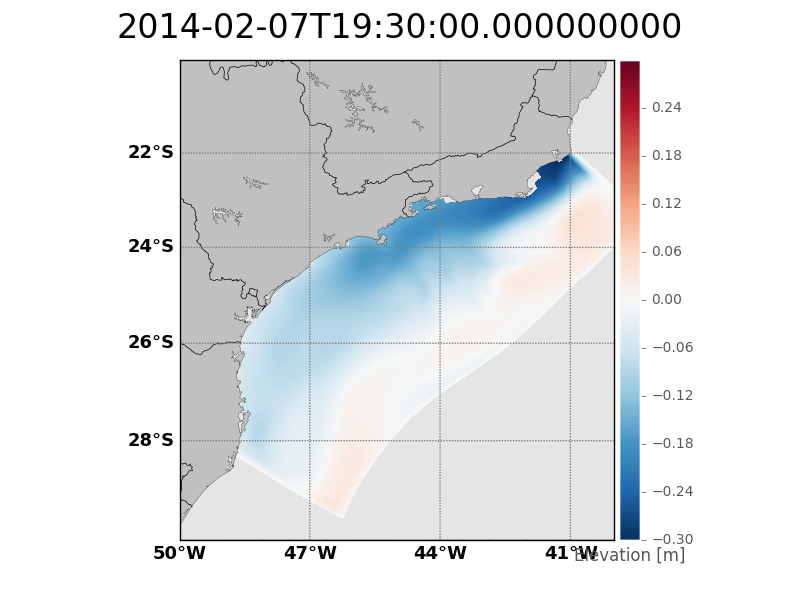 2014-02-07T19:30:00.000000000
22°S
24°S
26°S
28°S
50°W
47°W
44°W
41°W
0.24
0.18
0.12
0.06
0.00
−0.06
−0.12
−0.18
−0.24
−0.30
Elevation [m]